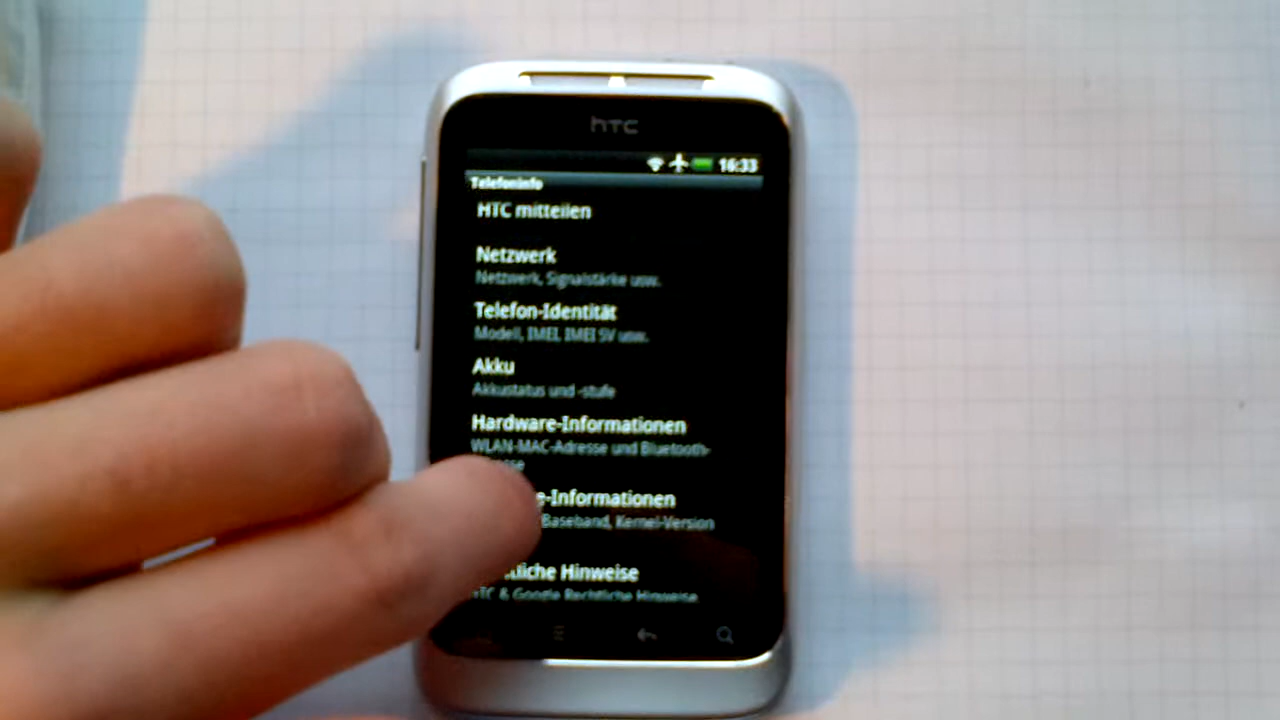 hTC
16:33
Telefoninfo
HTC mitteilen
Netzwerk
Netzwerk, Signalstärke usw.
Telefon-Identität
Modell, IMEI, IMEI SV usw.
Akku
Akkustatus und -stufe
Hardware-Informationen
WLAN-MAC-Adresse und Bluetooth-
e-Informationen
Baseband, Kernel-Version
tliche Hinweise
HTC & Google Rechtliche Hinweise